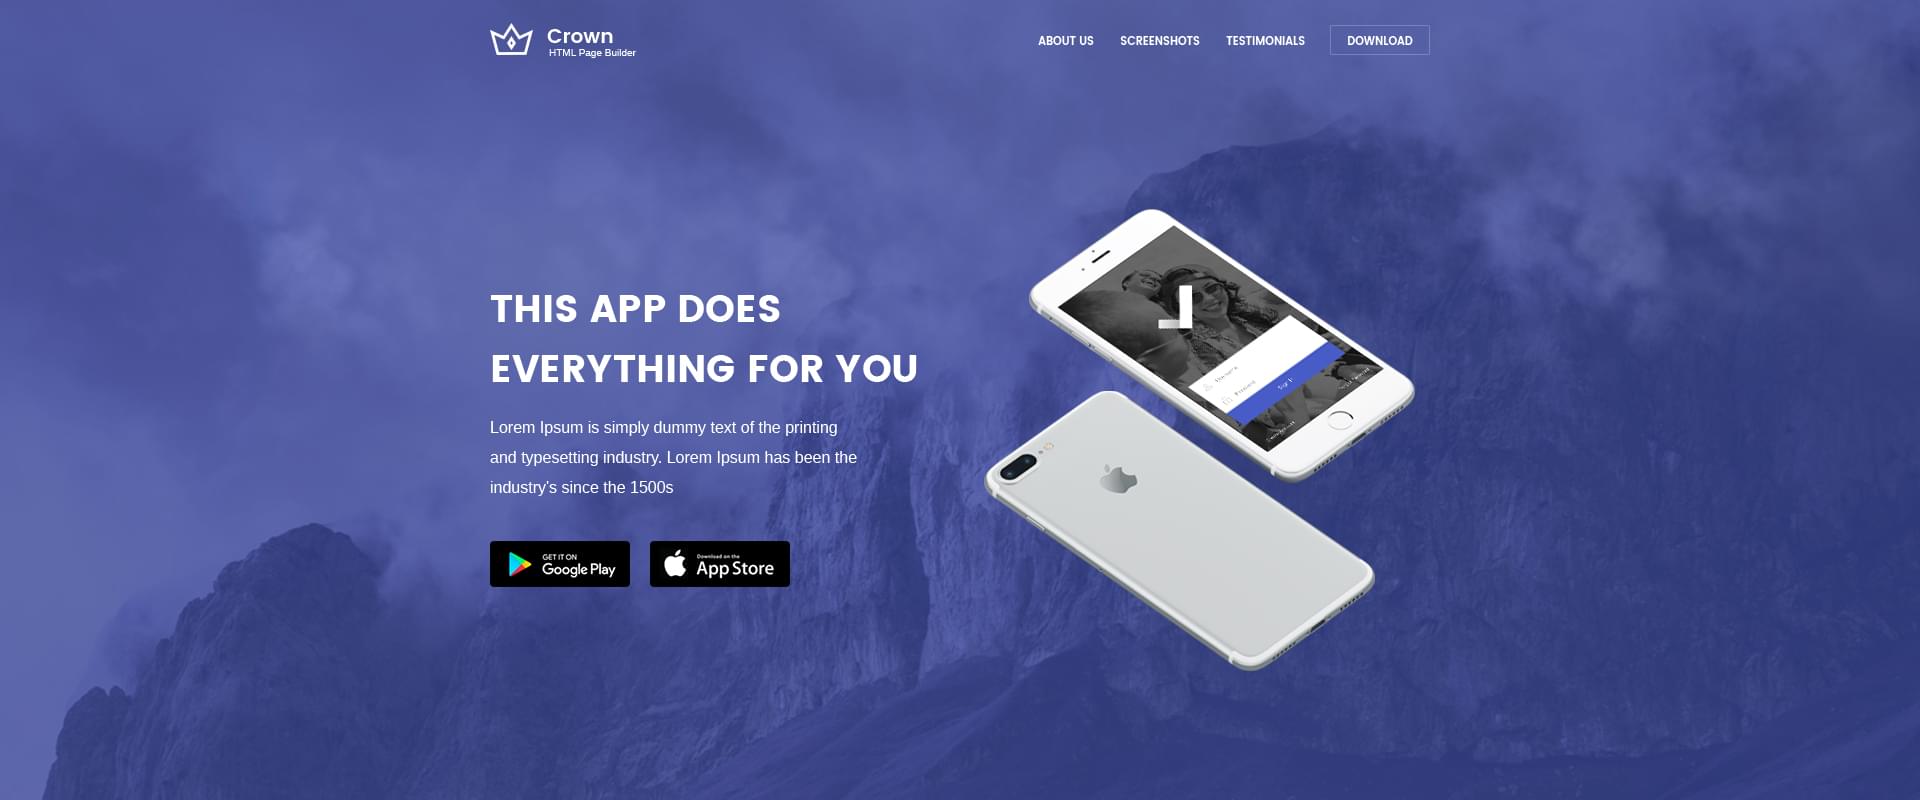 Crown
HTML Page Builder
ABOUT US
SCREENSHOTS
TESTIMONIALS
DOWNLOAD
THIS APP DOES
EVERYTHING FOR YOU
Lorem Ipsum is simply dummy text of the printing
and typesetting industry. Lorem Ipsum has been the
industry's since the 1500s
GET IT ON
Google Play
Download on the
App Store
Sign In